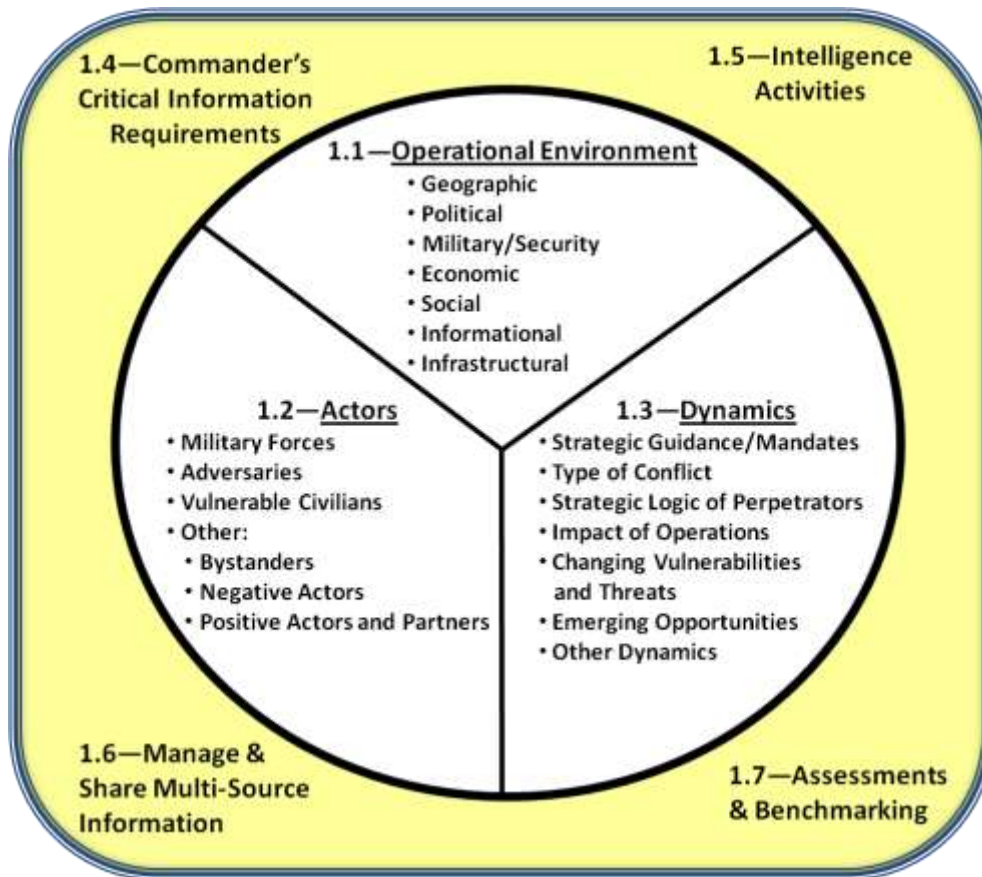 1.4—Commander's
Critical Information
Requirements
1.5—Intelligence
Activities
1.1—Operational Environment
• Geographic
• Political
• Military/Security
• Economic
• Social
• Informational
• Infrastructural
1.2—Actors
• Military Forces
• Adversaries
• Vulnerable Civilians
• Other:
• Bystanders
• Negative Actors
• Positive Actors and Partners
1.3—Dynamics
• Strategic Guidance/Mandates
• Type of Conflict
• Strategic Logic of Perpetrators
• Impact of Operations
• Changing Vulnerabilities
and Threats
• Emerging Opportunities
• Other Dynamics
1.6—Manage &
Share Multi-Source
Information
1.7—Assessments
& Benchmarking